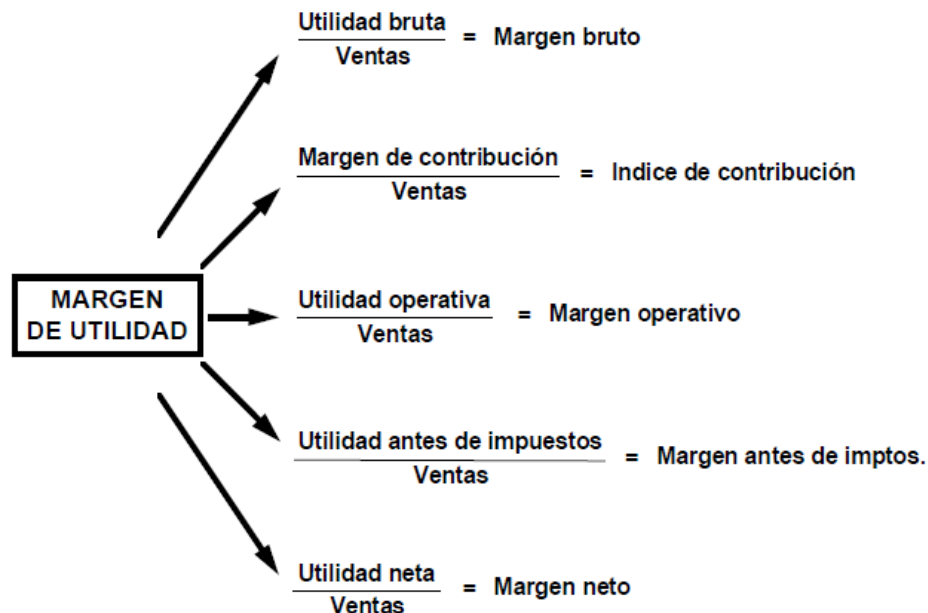 Utilidad bruta
Ventas
= Margen bruto
Margen de contribución
Ventas
= Indice de contribución
MARGEN
DE UTILIDAD
Utilidad operativa
Ventas
= Margen operativo
Utilidad antes de impuestos
Ventas
= Margen antes de imptos.
Utilidad neta
Ventas
= Margen neto